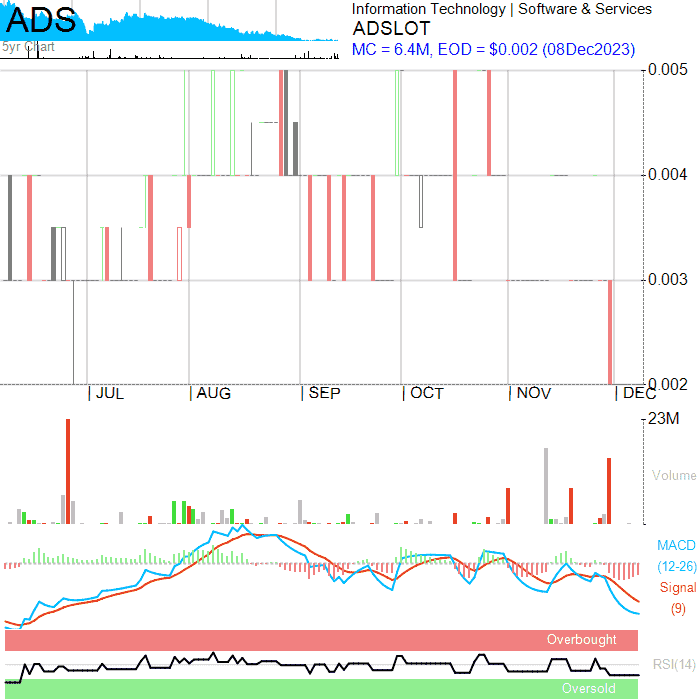 ADS
5yr Chart
Information Technology | Software & Services
ADSLOT
MC = 6.4M, EOD = $0.002 (08Dec2023)
0.005
0.004
0.003
0.002
| JUL | AUG | SEP | OCT | NOV | DEC
23M
Volume
MACD
(12-26)
Signal
(9)
Overbought
RSI(14)
Oversold